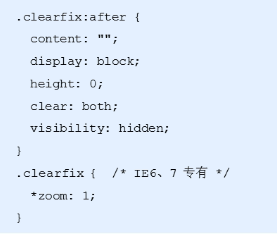 .clearfix:after {
  content: "";
  display: block;
  height: 0;
  clear: both;
  visibility: hidden;
}
.clearfix {  /* IE6、7 专有 */
  *zoom: 1;
}